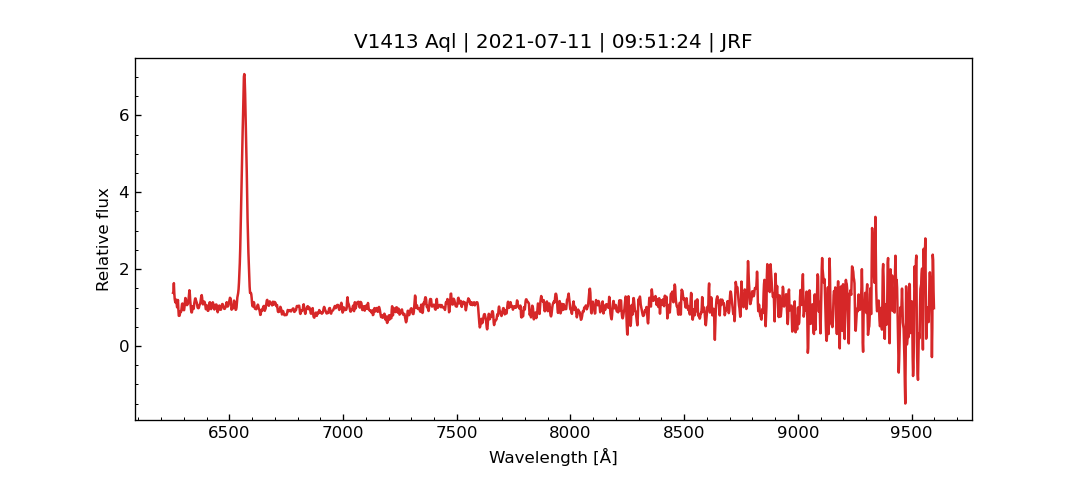 V1413 Aql | 2021-07-11 | 09:51:24 | JRF
Relative flux
6
4
2
0
6500 7000 7500 8000 8500 9000 9500
Wavelength [Å]